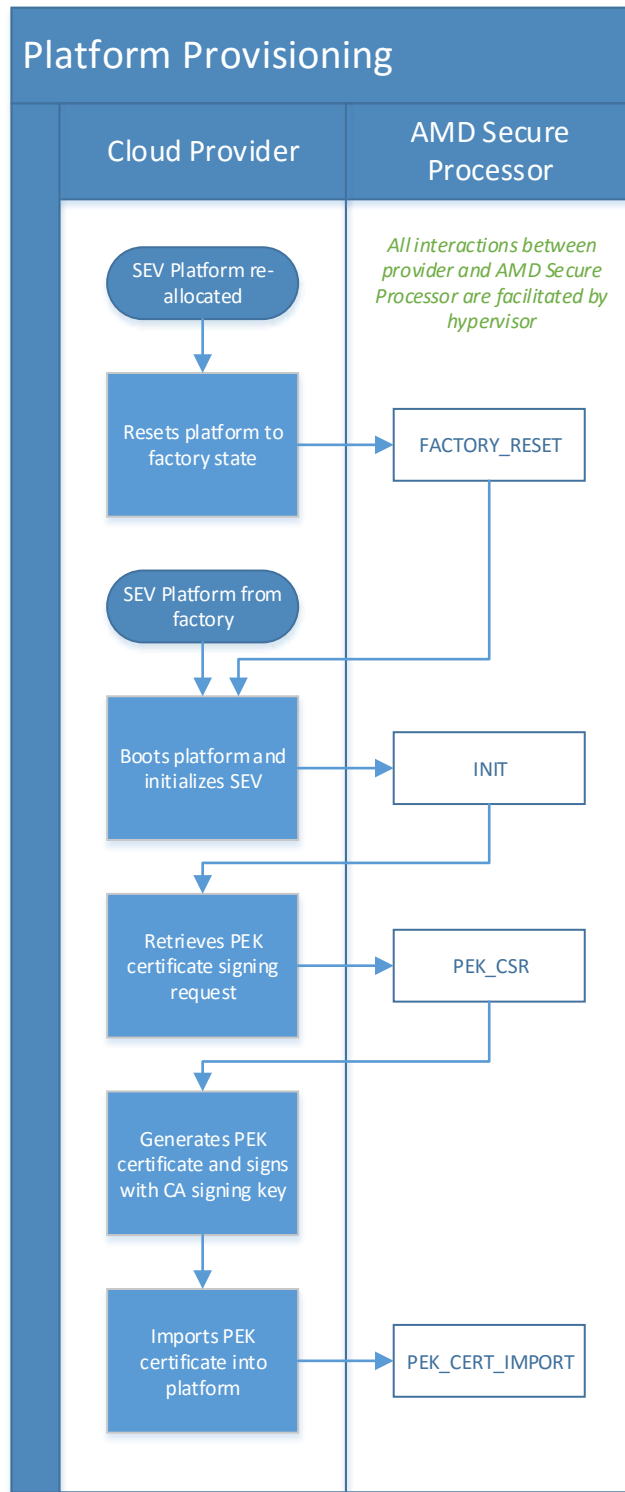 Platform Provisioning
Cloud Provider
AMD Secure
Processor
All interactions between
provider and AMD Secure
Processor are facilitated by
hypervisor
SEV Platform re-
allocated
Resets platform to
factory state
FACTORY_RESET
SEV Platform from
factory
Boots platform and
initializes SEV
INIT
Retrieves PEK
certificate signing
request
PEK_CSR
Generates PEK
certificate and signs
with CA signing key
Imports PEK
certificate into
platform
PEK_CERT_IMPORT